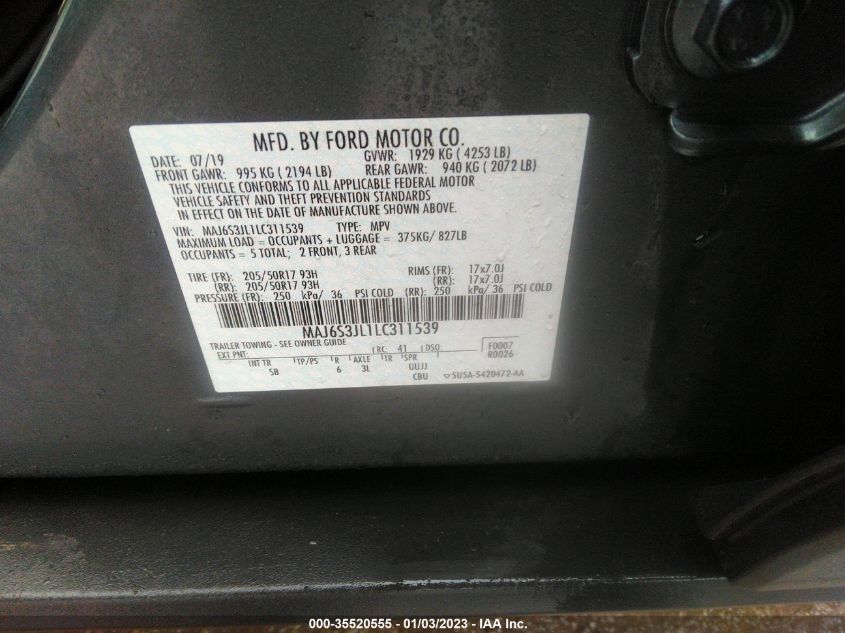 MFD. BY FORD MOTOR CO.
DATE: 07/19 GVWR: 1929 KG ( 4253 LB)
FRONT GAWR: 995 KG ( 2194 LB) REAR GAWR: 940 KG ( 2072 LB)
THIS VEHICLE CONFORMS TO ALL APPLICABLE FEDERAL MOTOR
VEHICLE SAFETY AND THEFT PREVENTION STANDARDS
IN EFFECT ON THE DATE OF MANUFACTURE SHOWN ABOVE.
VIN: MAJ6S3JL1LC311539 TYPE: MPV
MAXIMUM LOAD = OCCUPANTS + LUGGAGE = 375KG/ 827LB
OCCUPANTS = 5 TOTAL; 2 FRONT, 3 REAR
TIRE (FR): 205/50R17 93H RIMS (FR): 17x7.0J
(RR): 205/50R17 93H (RR): 17x7.0J
PRESSURE (FR): 250 kPa/ 36 PSI COLD (RR): 250 kPa/ 36 PSI COLD
MAJ6S3JL1LC311539
TRAILER TOWING - SEE OWNER GUIDE F0007
EXT PNT: RC: 41 DSO: R0026
INT TR TP/PS R AXLE TR SPR
SB 6 3L UUJJ
CBU 5U5A-5420472-AA
000-35520555 - 01/03/2023 - IAA Inc.